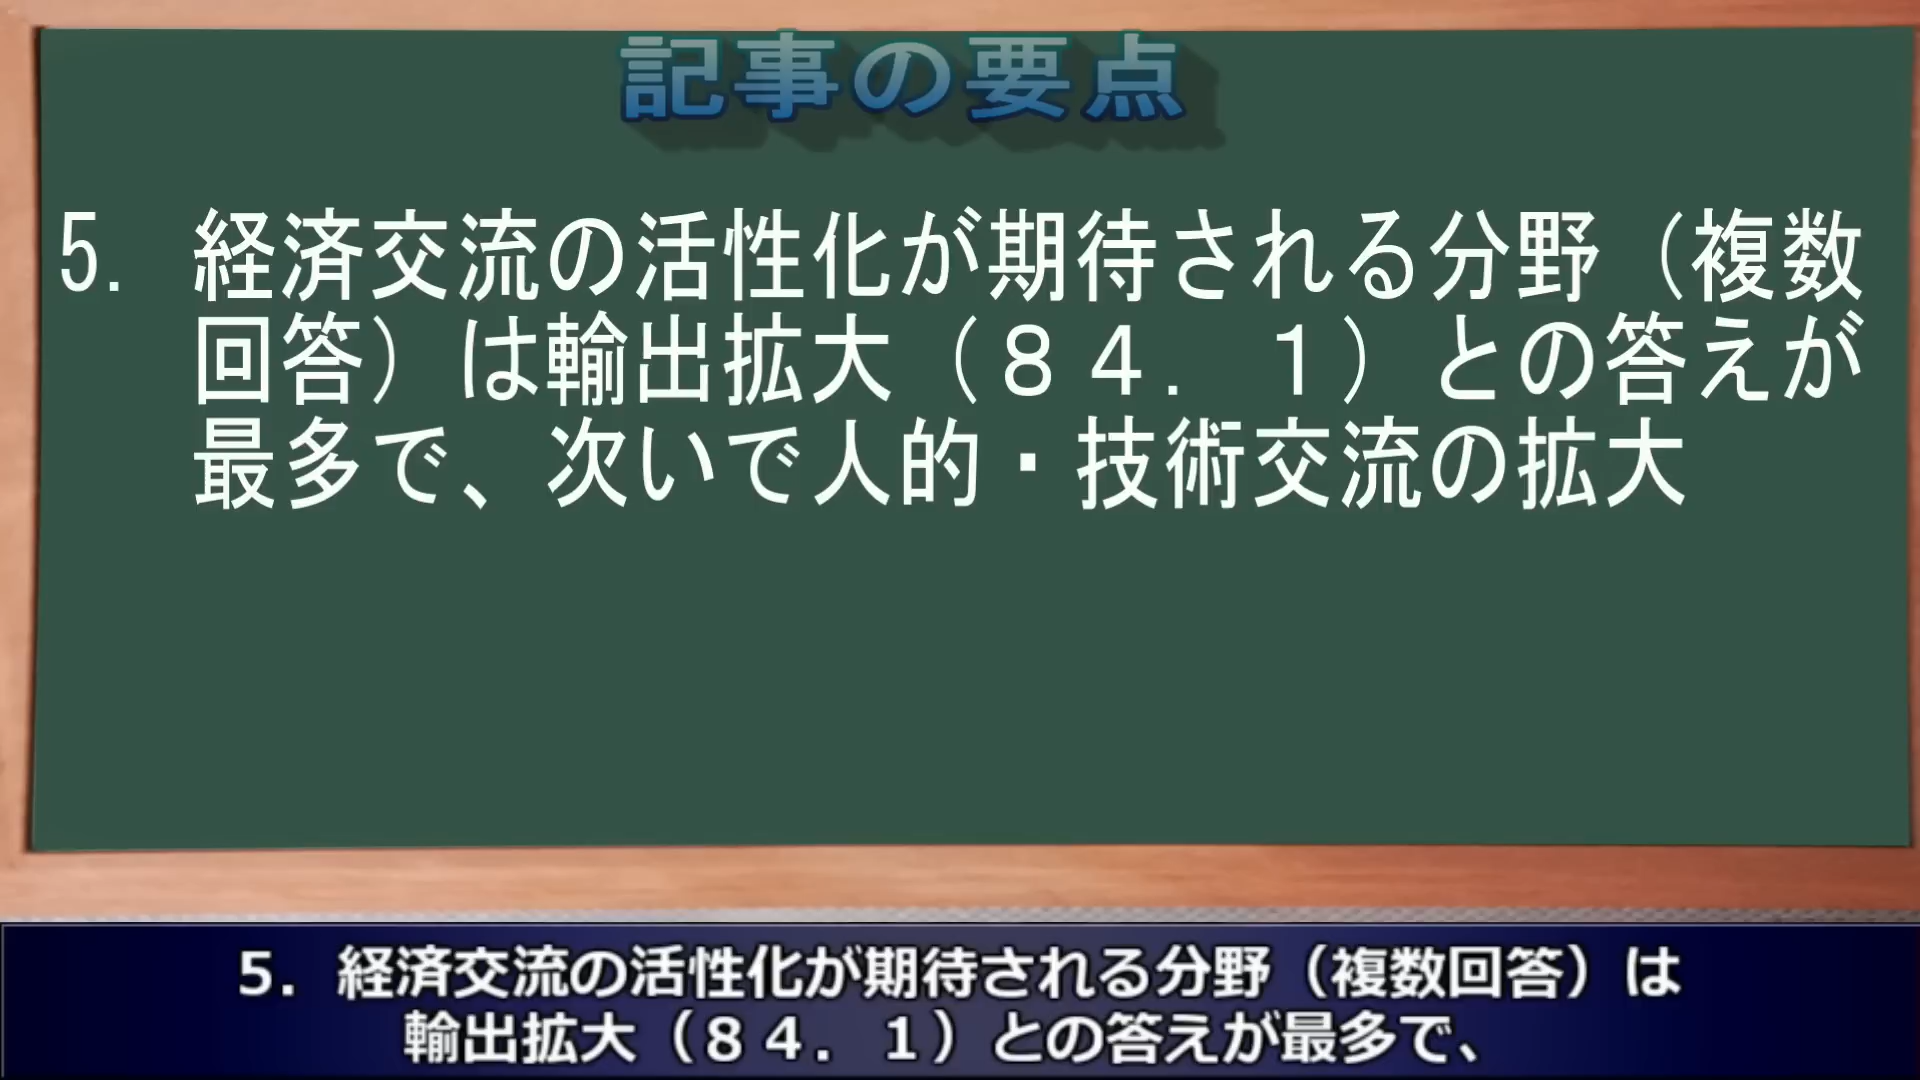 記事の要点
5. 経済交流の活性化が期待される分野（複数
回答）は輸出拡大（８４．１）との答えが
最多で、次いで人的・技術交流の拡大
5．経済交流の活性化が期待される分野（複数回答）は
輸出拡大（８４．１）との答えが最多で、